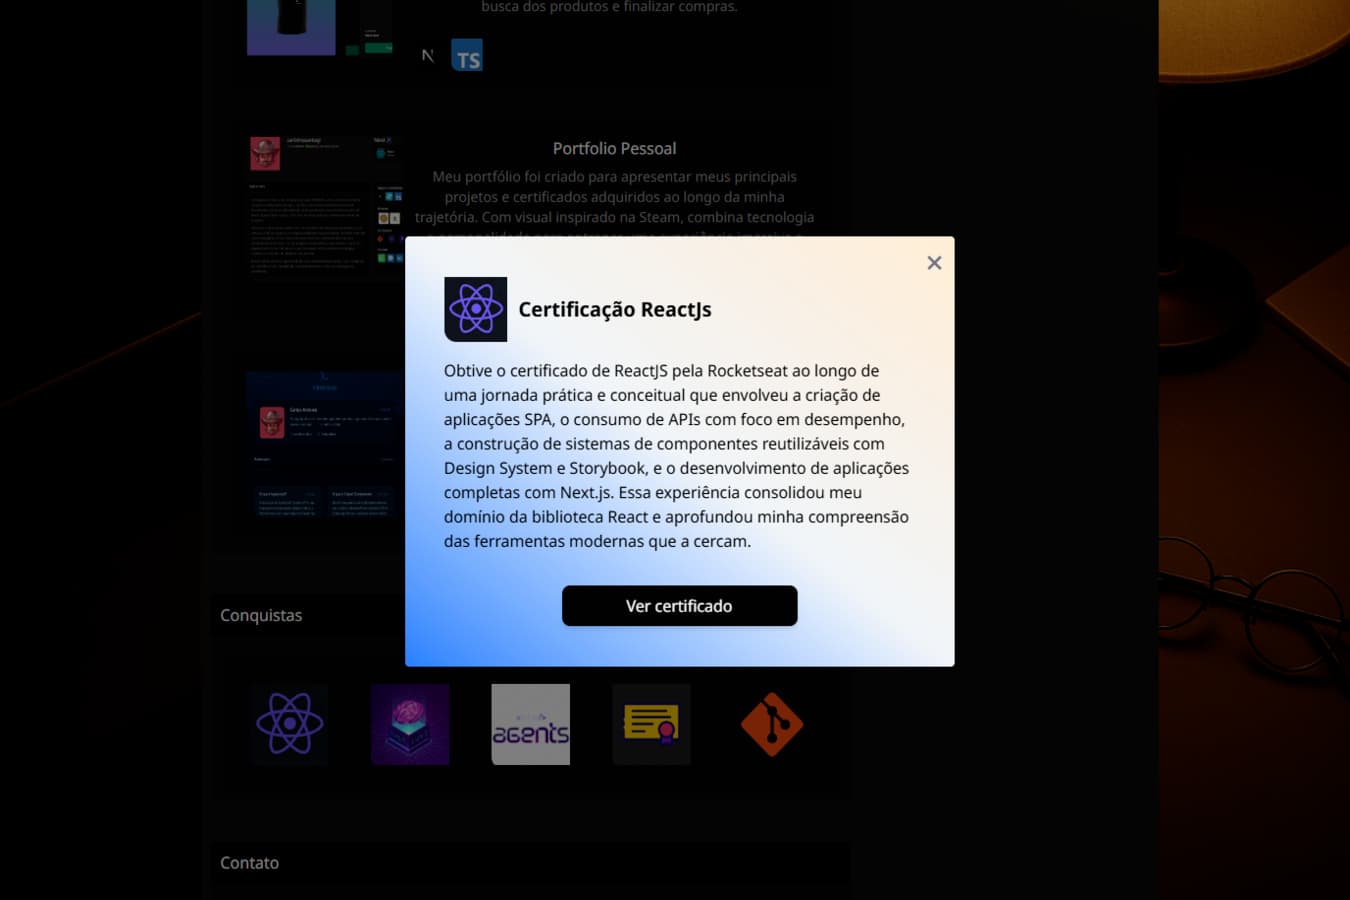 busca dos produtos e finalizar compras.
N
TS
Portfolio Pessoal
Meu portfólio foi criado para apresentar meus principais
projetos e certificados adquiridos ao longo da minha
trajetória. Com visual inspirado na Steam, combina tecnologia
Certificação ReactJs
Obtive o certificado de ReactJS pela Rocketseat ao longo de
uma jornada prática e conceitual que envolveu a criação de
aplicações SPA, o consumo de APIs com foco em desempenho,
a construção de sistemas de componentes reutilizáveis com
Design System e Storybook, e o desenvolvimento de aplicações
completas com Next.js. Essa experiência consolidou meu
domínio da biblioteca React e aprofundou minha compreensão
das ferramentas modernas que a cercam.
Ver certificado
Conquistas
agents
Contato